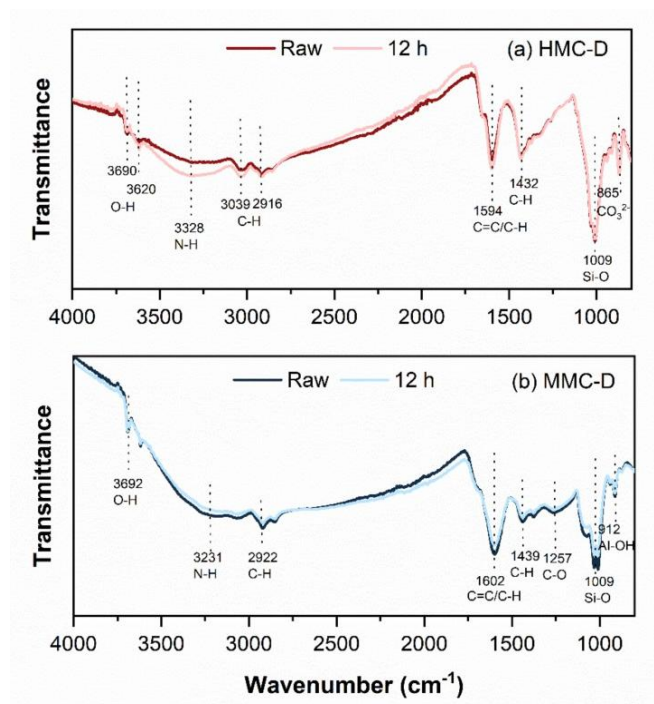 Raw 12 h (a) HMC-D
Transmittance
3690
3620
O-H
3328
N-H
3039 2916
C-H
1594
C=C/C-H
1432
C-H
865
CO₃²⁻
1009
Si-O
4000 3500 3000 2500 2000 1500 1000
Raw 12 h (b) MMC-D
Transmittance
3692
O-H
3231
N-H
2922
C-H
1602
C=C/C-H
1439
C-H
1257
C-O
912
Al-OH
1009
Si-O
4000 3500 3000 2500 2000 1500 1000
Wavenumber (cm⁻¹)